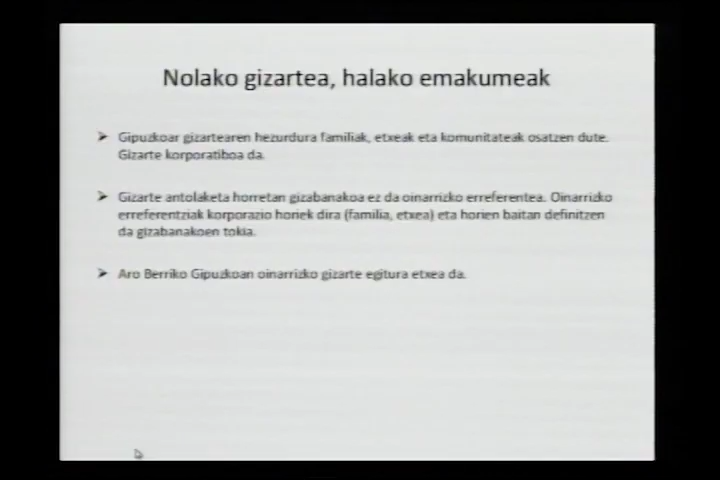 Nolako gizartea, halako emakumeak
Gipuzkoar gizartearen hezurdura familiak, etxeak eta komunitateak osatzen dute.
Gizarte korporatiboa da.
Gizarte antolaketa horretan gizabanakoa ez da oinarrizko erreferentea. Oinarrizko
erreferentziak korporazio horiek dira (familia, etxea) eta horien baitan definitzen
da gizabanakoen tokia.
Aro Berriko Gipuzkoan oinarrizko gizarte egitura etxea da.